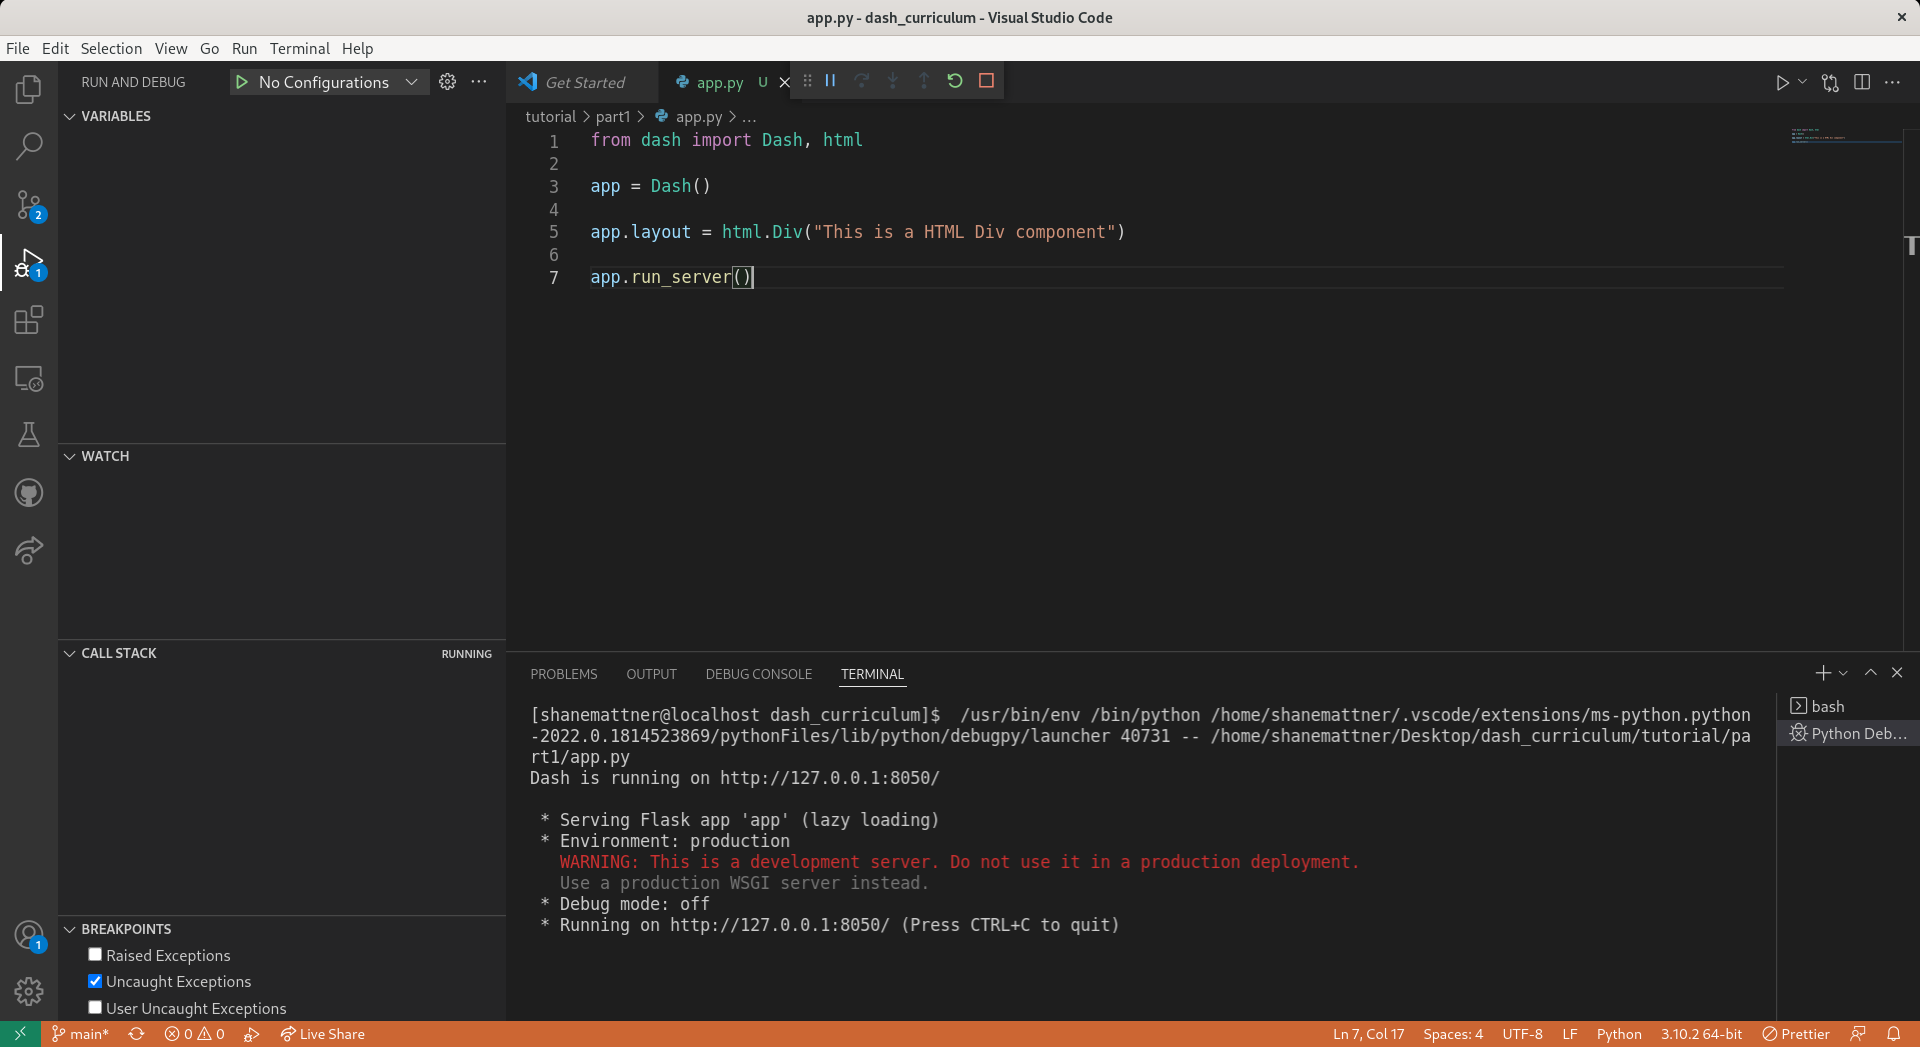 app.py - dash_curriculum - Visual Studio Code
File Edit Selection View Go Run Terminal Help
RUN AND DEBUG No Configurations
VARIABLES
WATCH
CALL STACK RUNNING
BREAKPOINTS
Raised Exceptions
Uncaught Exceptions
User Uncaught Exceptions
2
1
1
Get Started app.py U
tutorial > part1 > app.py > ...
1 from dash import Dash, html
2
3 app = Dash()
4
5 app.layout = html.Div("This is a HTML Div component")
6
7 app.run_server()
PROBLEMS OUTPUT DEBUG CONSOLE TERMINAL
[shanemattner@localhost dash_curriculum]$  /usr/bin/env /bin/python /home/shanemattner/.vscode/extensions/ms-python.python
-2022.0.1814523869/pythonFiles/lib/python/debugpy/launcher 40731 -- /home/shanemattner/Desktop/dash_curriculum/tutorial/pa
rt1/app.py
Dash is running on http://127.0.0.1:8050/
* Serving Flask app 'app' (lazy loading)
* Environment: production
WARNING: This is a development server. Do not use it in a production deployment.
Use a production WSGI server instead.
* Debug mode: off
* Running on http://127.0.0.1:8050/ (Press CTRL+C to quit)
bash
Python Deb...
main* 0 0 Live Share Ln 7, Col 17 Spaces: 4 UTF-8 LF Python 3.10.2 64-bit Prettier